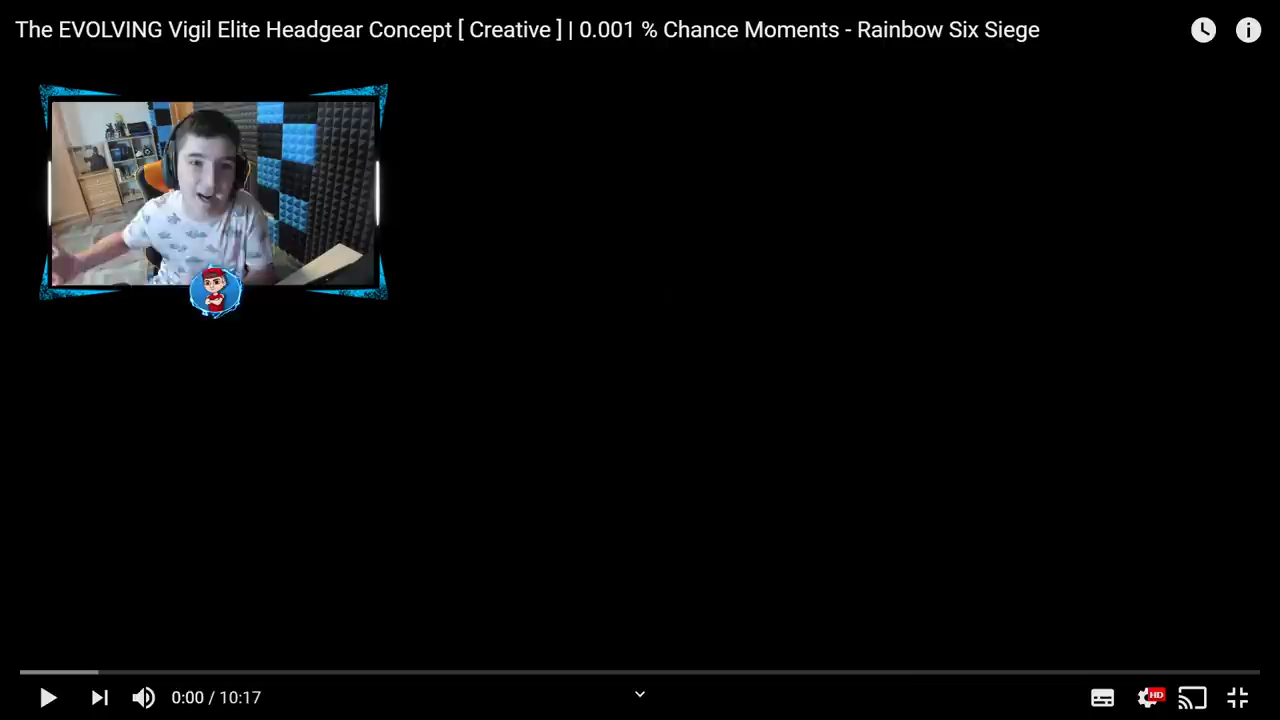 The EVOLVING Vigil Elite Headgear Concept [ Creative ] | 0.001 % Chance Moments - Rainbow Six Siege
0:00 / 10:17
HD